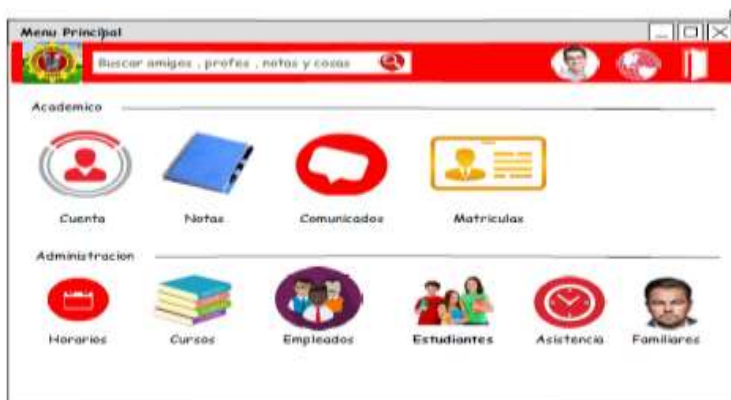 Menu Principal
Buscar amigos , profes , notas y cosas
Academico
Cuenta Notas Comunicados Matriculas
Administracion
Horarios Cursos Empleados Estudiantes Asistencia Familiares